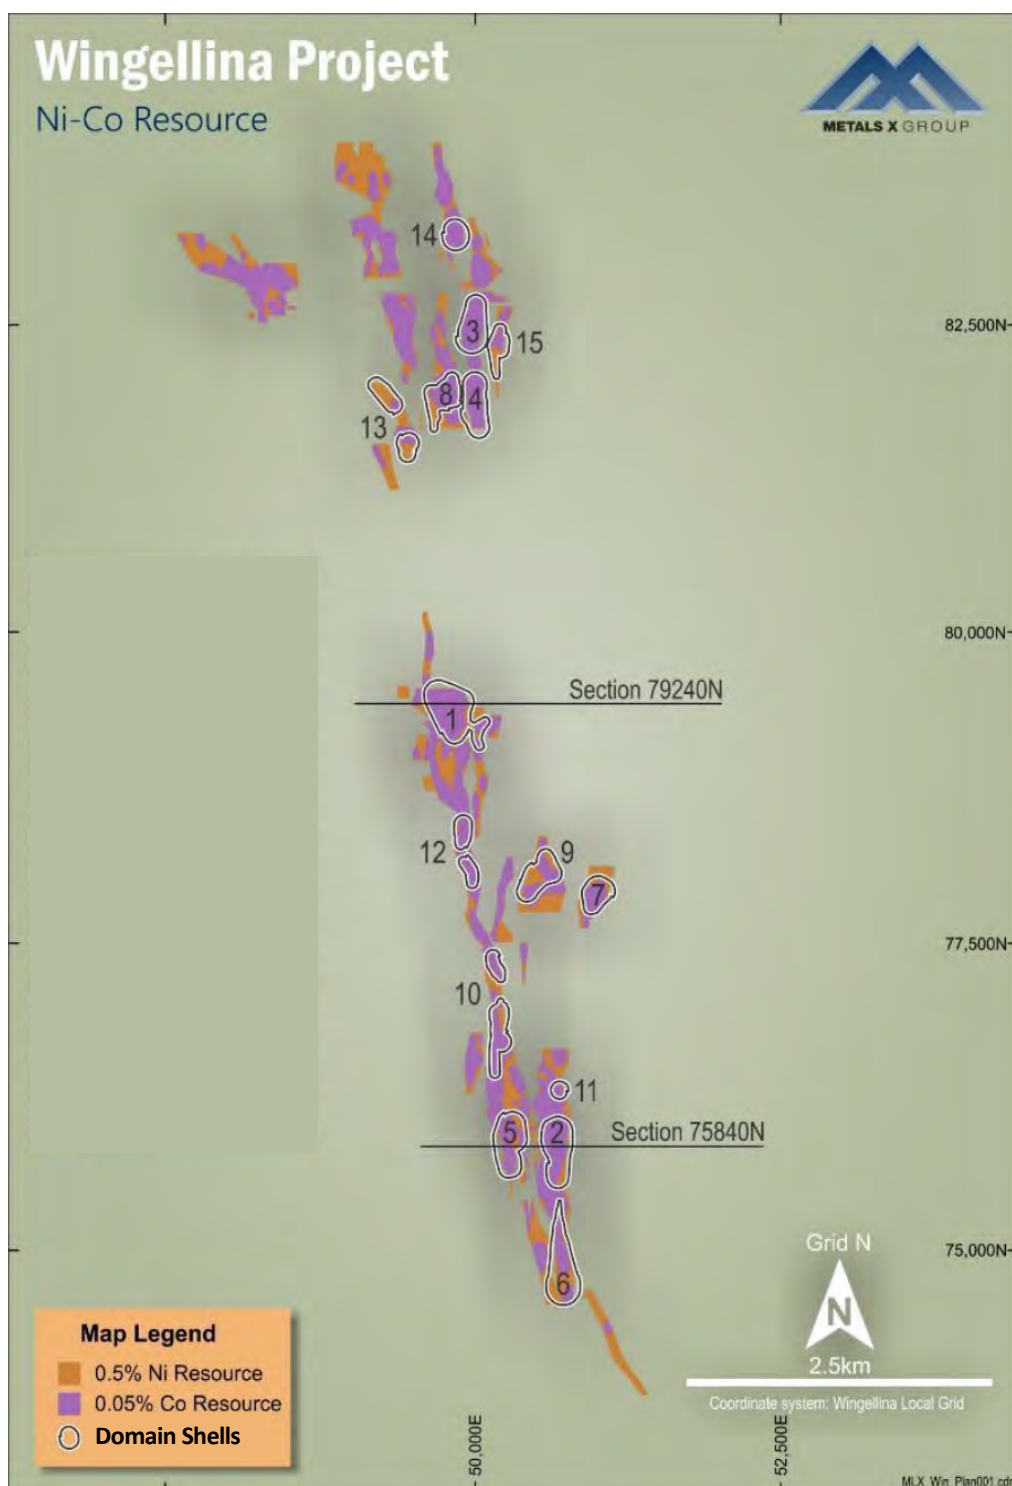 Wingellina Project
Ni-Co Resource
METALS X GROUP
14
3
15
82,500N
8
4
13
80,000N
Section 79240N
1
12
9
7
77,500N
10
11
5
2
Section 75840N
Grid N
75,000N
6
N
2.5km
Coordinate system: Wingellina Local Grid
Map Legend
0.5% Ni Resource
0.05% Co Resource
Domain Shells
50,000E
52,500E
MLX_Win_Plan001.cdr